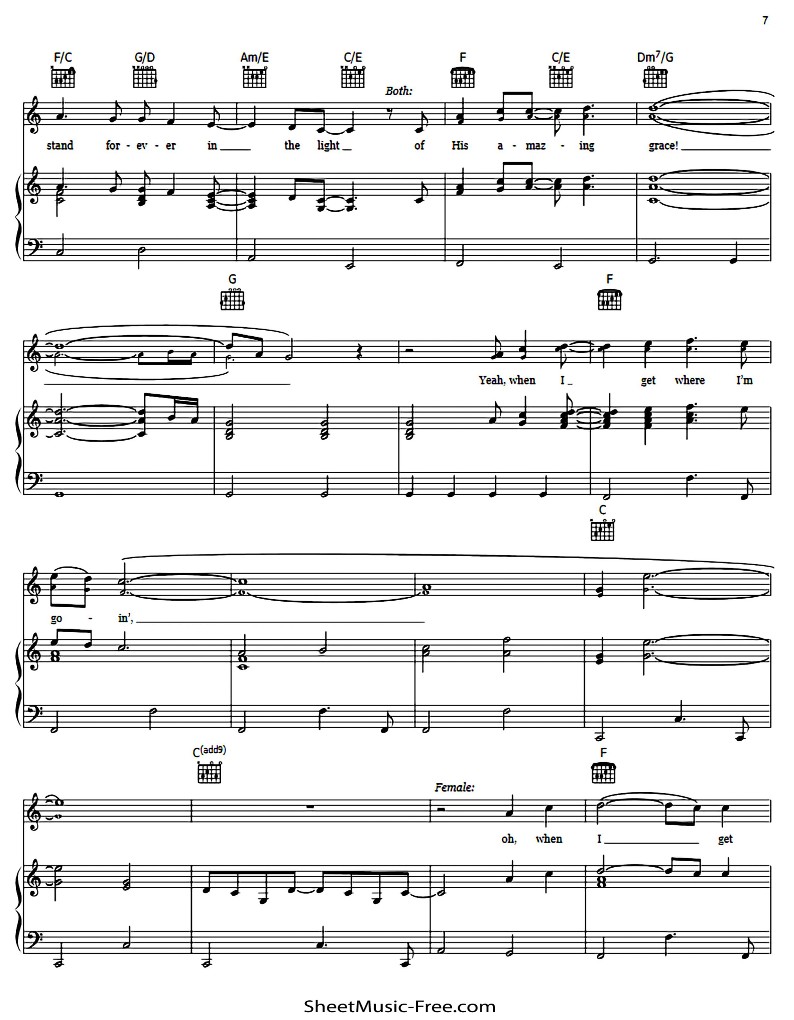 7
F/C G/D Am/E C/E F C/E Dm7/G
Both:
stand for - ev - er in the light of His a - maz - ing grace!
G F
Yeah, when I get where I'm
C
go - in',
C(add9) F
Female:
oh, when I get
SheetMusic-Free.com